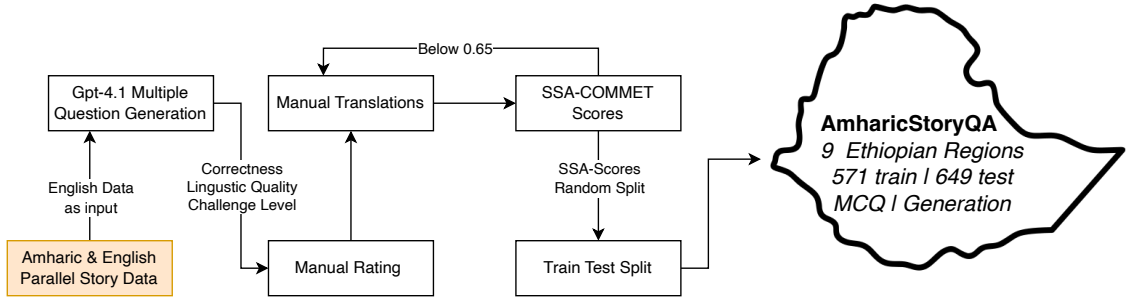 Amharic & English
Parallel Story Data
English Data
as input
Gpt-4.1 Multiple
Question Generation
Correctness
Lingustic Quality
Challenge Level
Manual Rating
Manual Translations
Below 0.65
SSA-COMMET
Scores
SSA-Scores
Random Split
Train Test Split
AmharicStoryQA
9 Ethiopian Regions
571 train | 649 test
MCQ | Generation